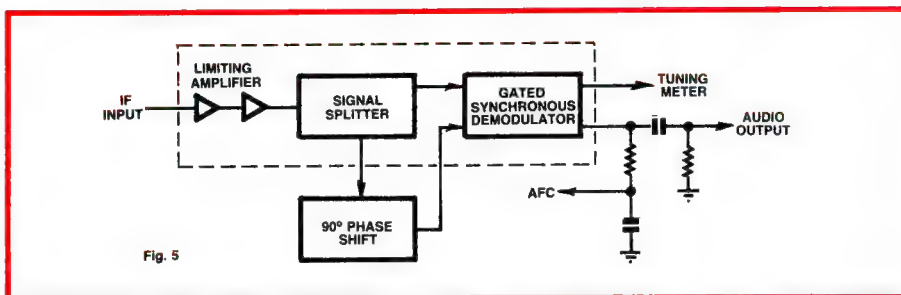 LIMITING
AMPLIFIER
IF
INPUT
SIGNAL
SPLITTER
GATED
SYNCHRONOUS
DEMODULATOR
TUNING
METER
AUDIO
OUTPUT
AFC
90° PHASE
SHIFT
Fig. 5